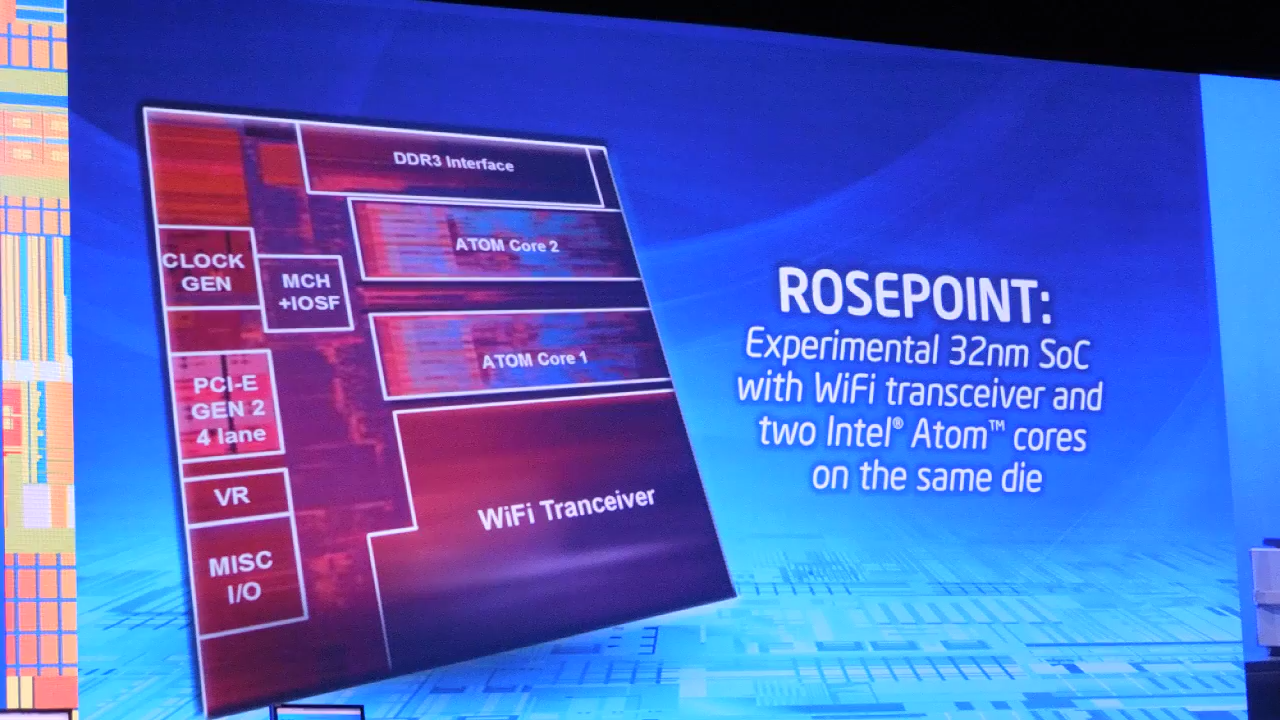 DDR3 Interface
ATOM Core 2
CLOCK
GEN
MCH
+IOSF
ATOM Core 1
PCI-E
GEN 2
4 lane
VR
WiFi Tranceiver
MISC
I/O
ROSEPOINT:
Experimental 32nm SoC
with WiFi transceiver and
two Intel® Atom™ cores
on the same die